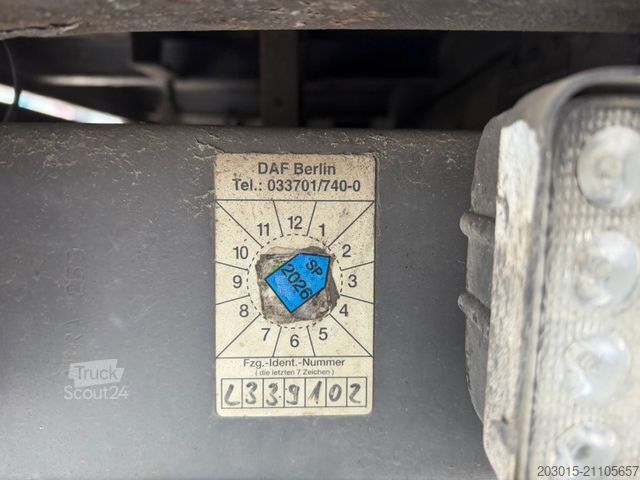 DAF Berlin
Tel.: 033701/740-0
12
11 1
10 2
9 SP 2026 3
8 4
7 5
6
Fzg.-Ident.-Nummer
(die letzten 7 Zeichen)
L339102
Truck
Scout24
203015-21105657